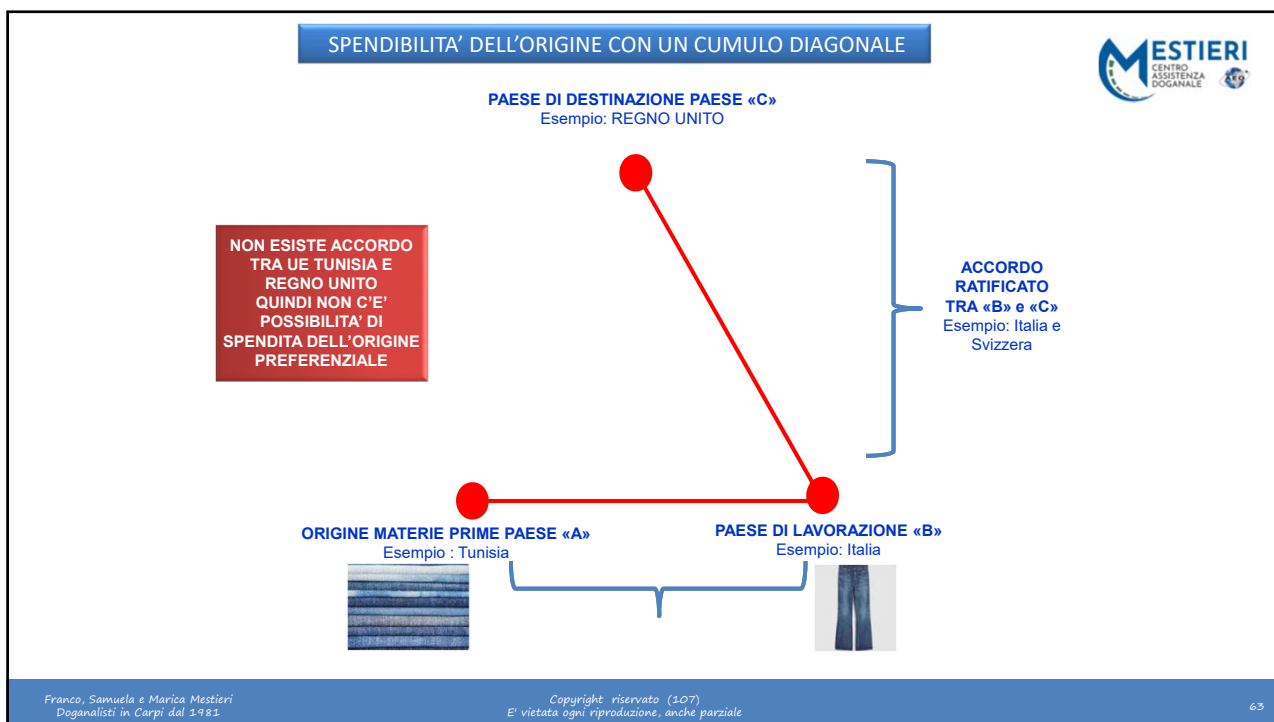 SPENDIBILITA' DELL'ORIGINE CON UN CUMULO DIAGONALE
MESTIERI
CENTRO
ASSISTENZA
DOGANALE
AEO
PAESE DI DESTINAZIONE PAESE «C»
Esempio: REGNO UNITO
NON ESISTE ACCORDO
TRA UE TUNISIA E
REGNO UNITO
QUINDI NON C'E'
POSSIBILITA' DI
SPENDITA DELL'ORIGINE
PREFERENZIALE
ACCORDO
RATIFICATO
TRA «B» e «C»
Esempio: Italia e
Svizzera
ORIGINE MATERIE PRIME PAESE «A»
Esempio : Tunisia
PAESE DI LAVORAZIONE «B»
Esempio: Italia
Franco, Samuela e Marica Mestieri
Doganalisti in Carpi dal 1981
Copyright riservato (107)
E' vietata ogni riproduzione, anche parziale
63